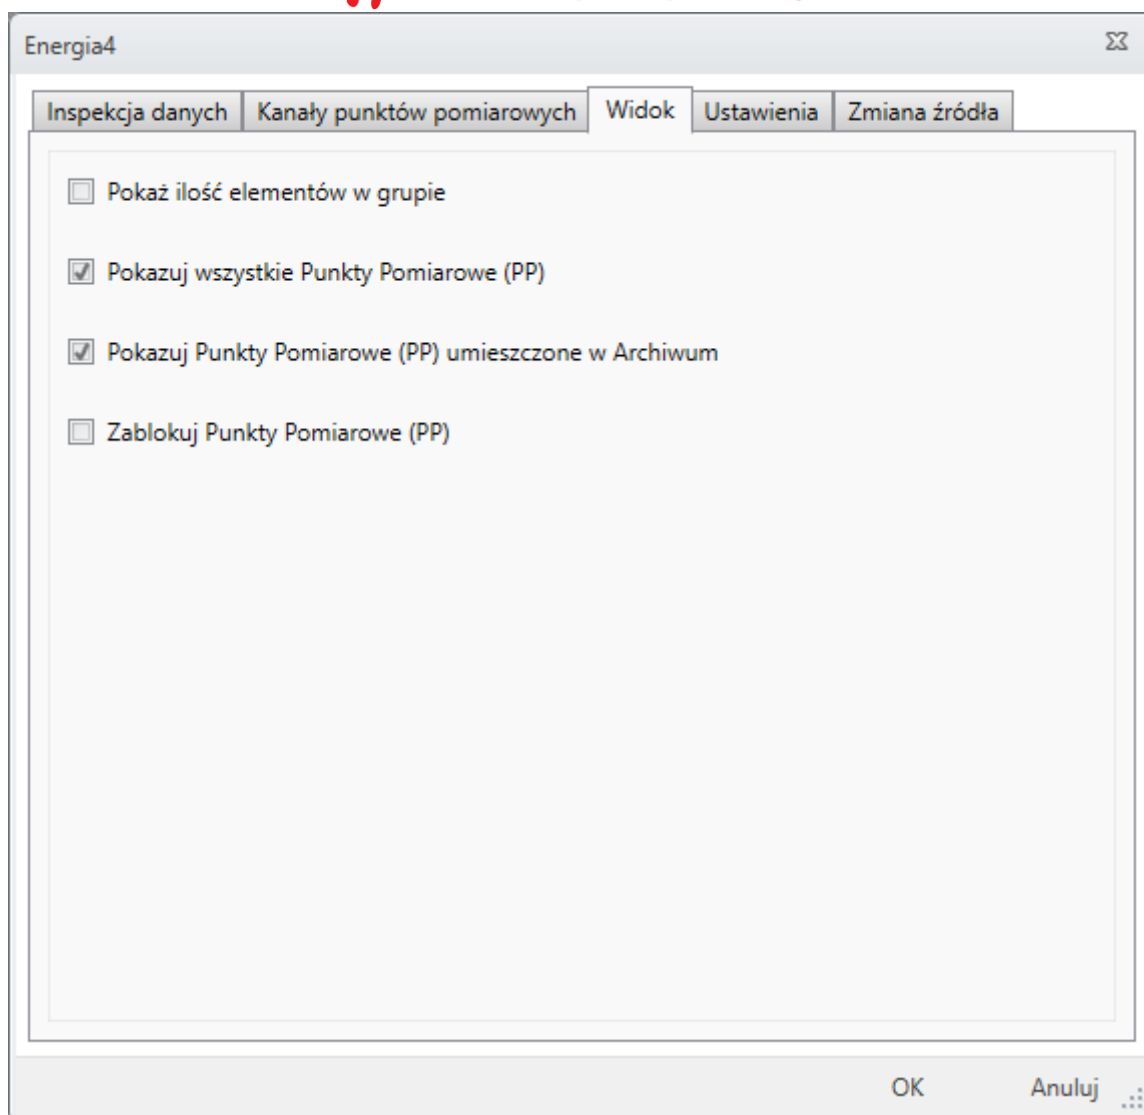 Energia4
Inspekcja danych Kanały punktów pomiarowych Widok Ustawienia Zmiana źródła
Pokaż ilość elementów w grupie
Pokazuj wszystkie Punkty Pomiarowe (PP)
Pokazuj Punkty Pomiarowe (PP) umieszczone w Archiwum
Zablokuj Punkty Pomiarowe (PP)
OK Anuluj